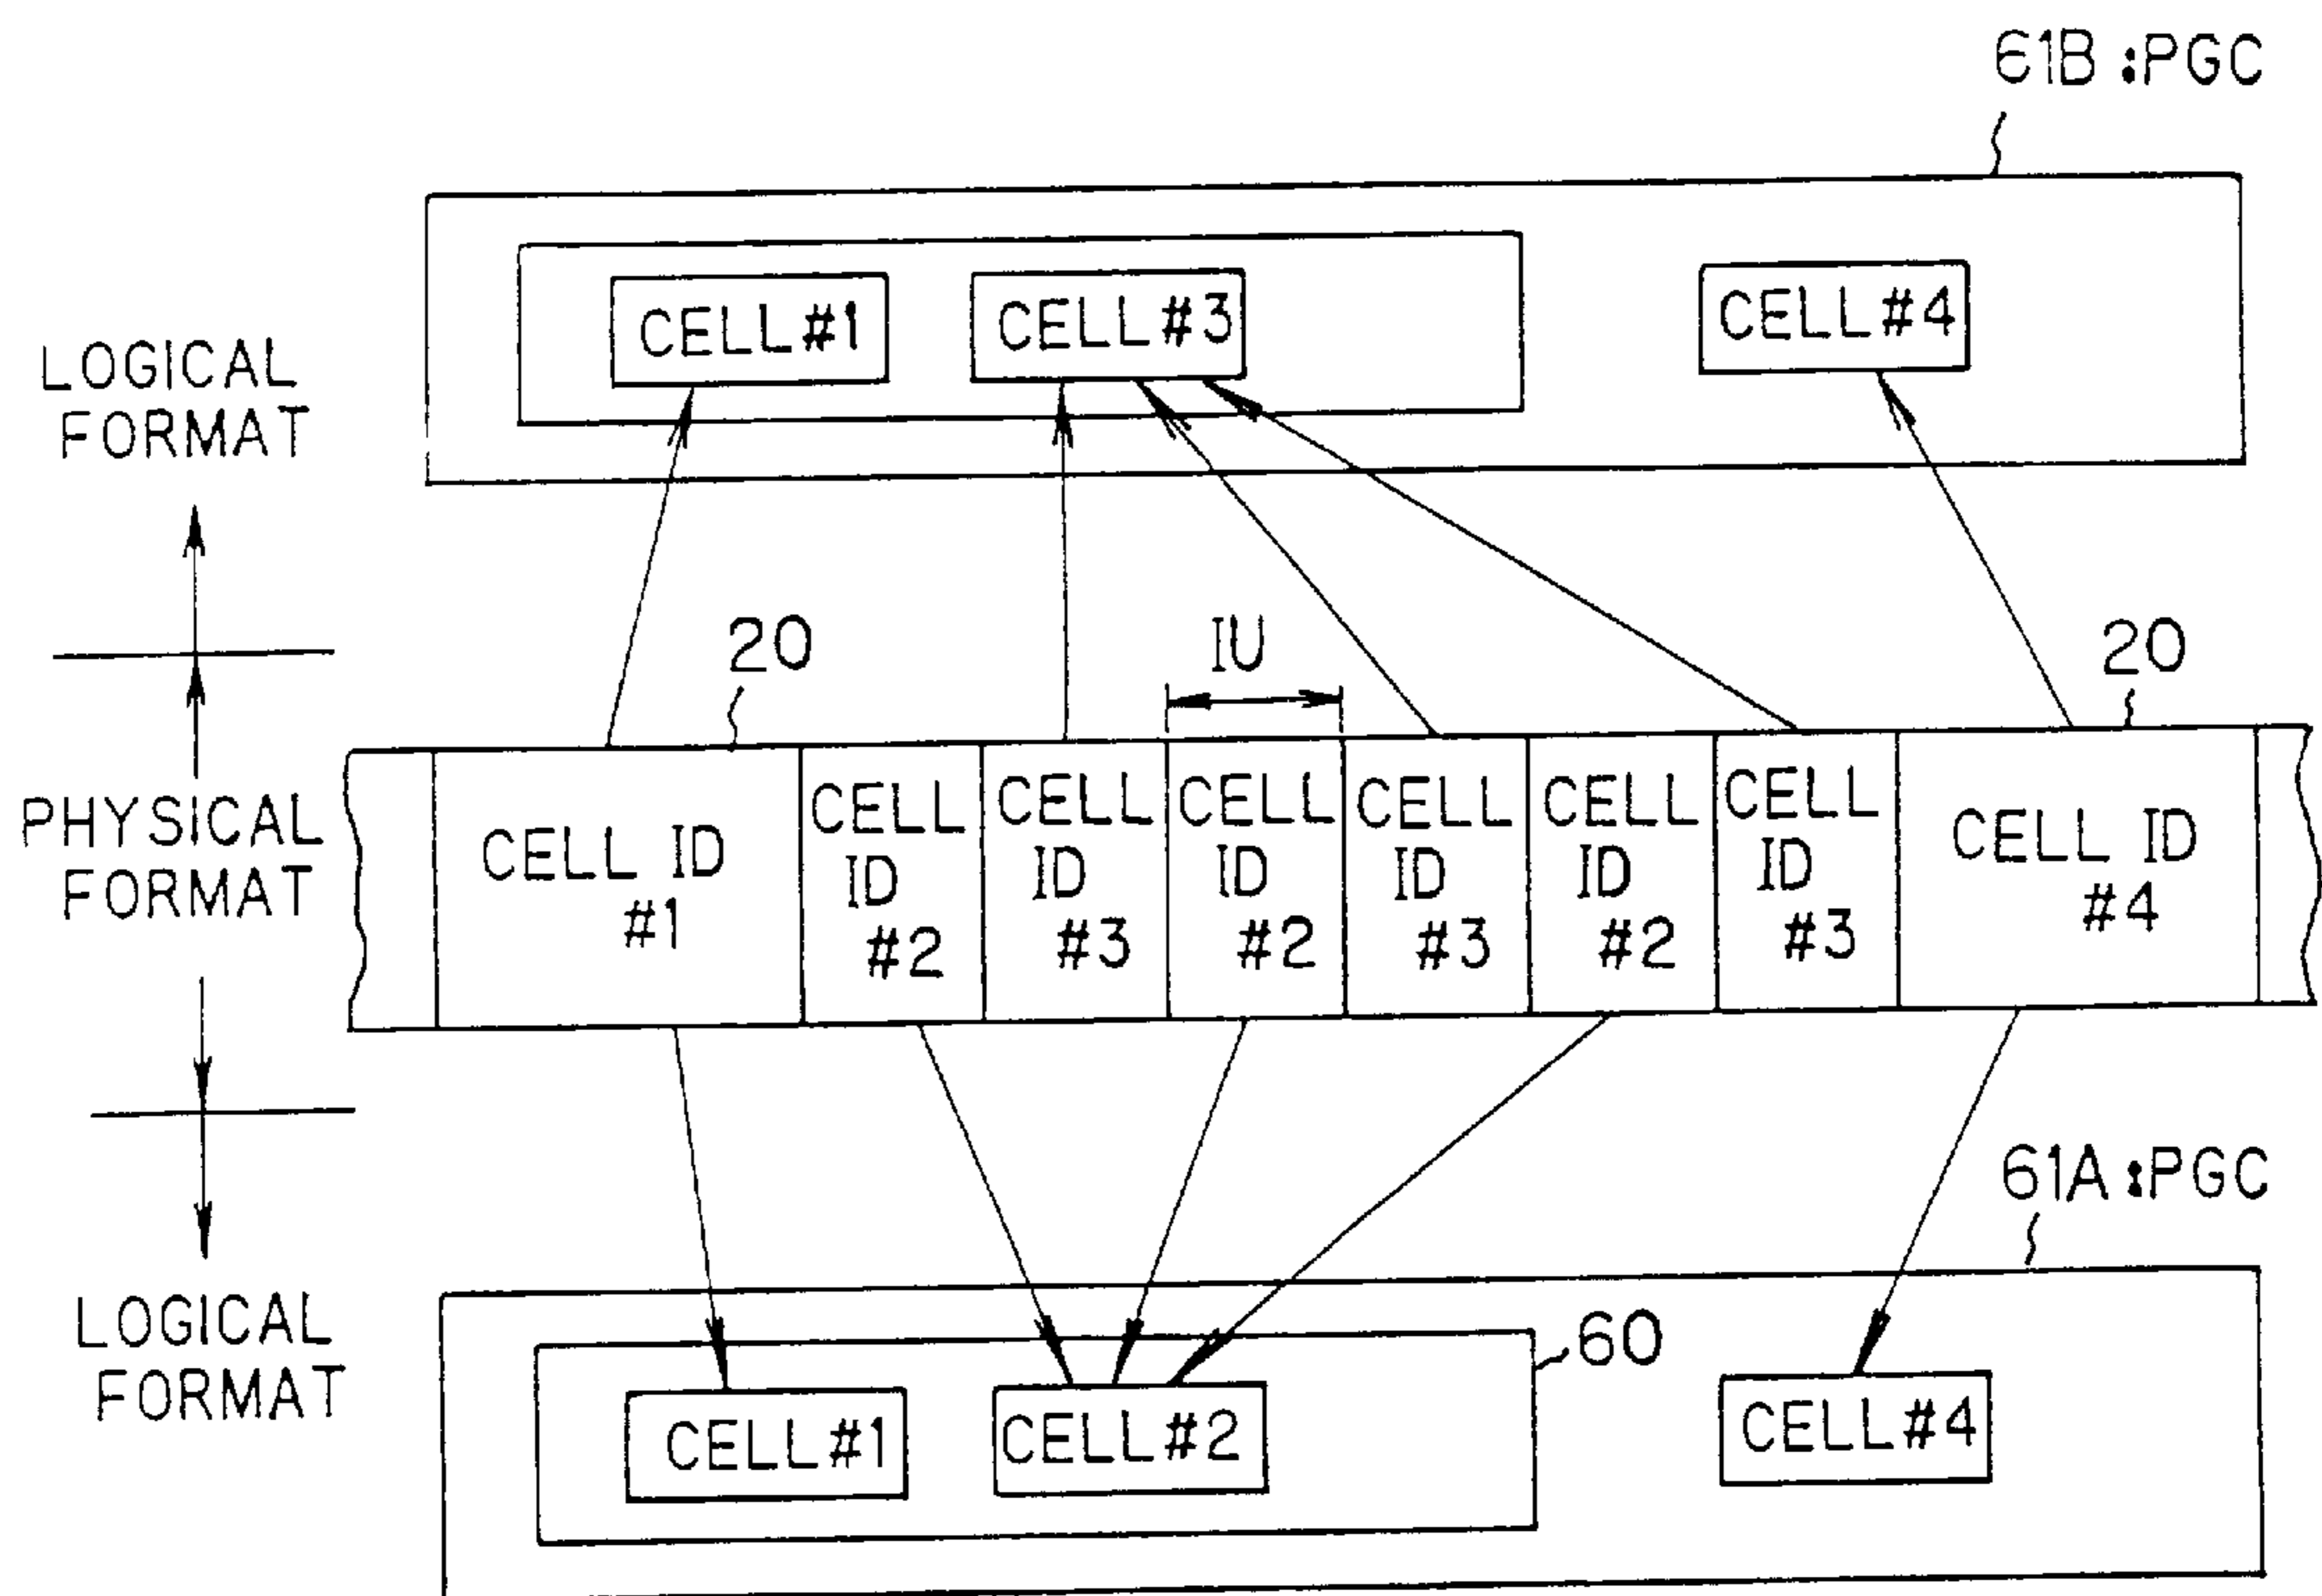 61B :PGC
CELL#1
CELL #3
CELL#4
LOGICAL
FORMAT
20
IU
20
PHYSICAL
FORMAT
CELL ID
#1
CELL
ID
#2
CELL
ID
#3
CELL
ID
#2
CELL
ID
#3
CELL
ID
#2
CELL
ID
#3
CELL ID
#4
61A :PGC
LOGICAL
FORMAT
60
CELL#1
CELL#2
CELL#4